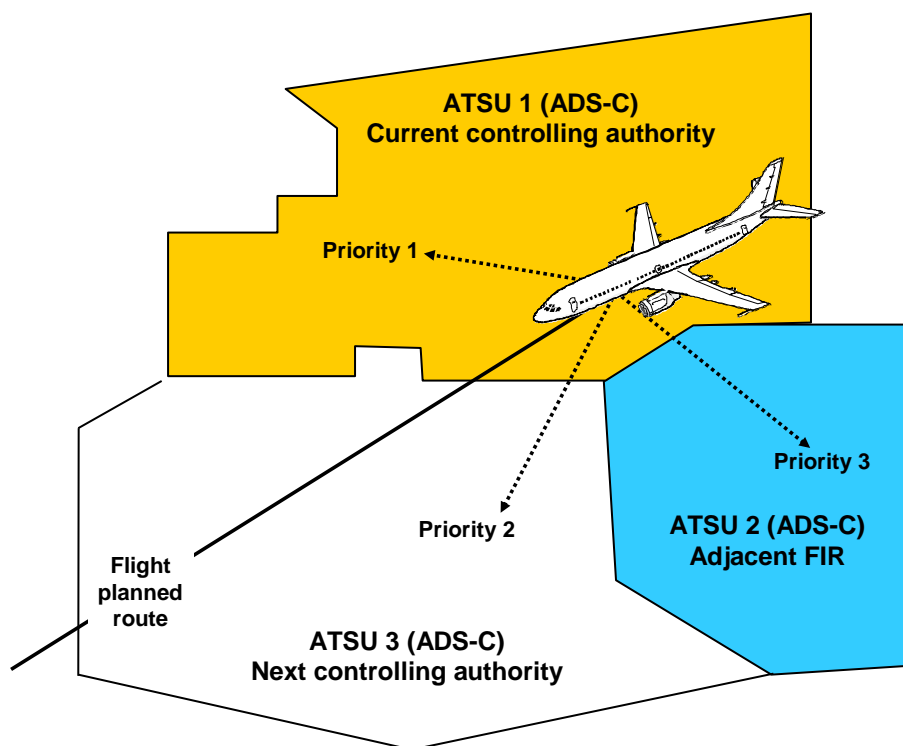 ATSU 1 (ADS-C)
Current controlling authority
Priority 1
Priority 3
Priority 2
ATSU 2 (ADS-C)
Adjacent FIR
Flight
planned
route
ATSU 3 (ADS-C)
Next controlling authority